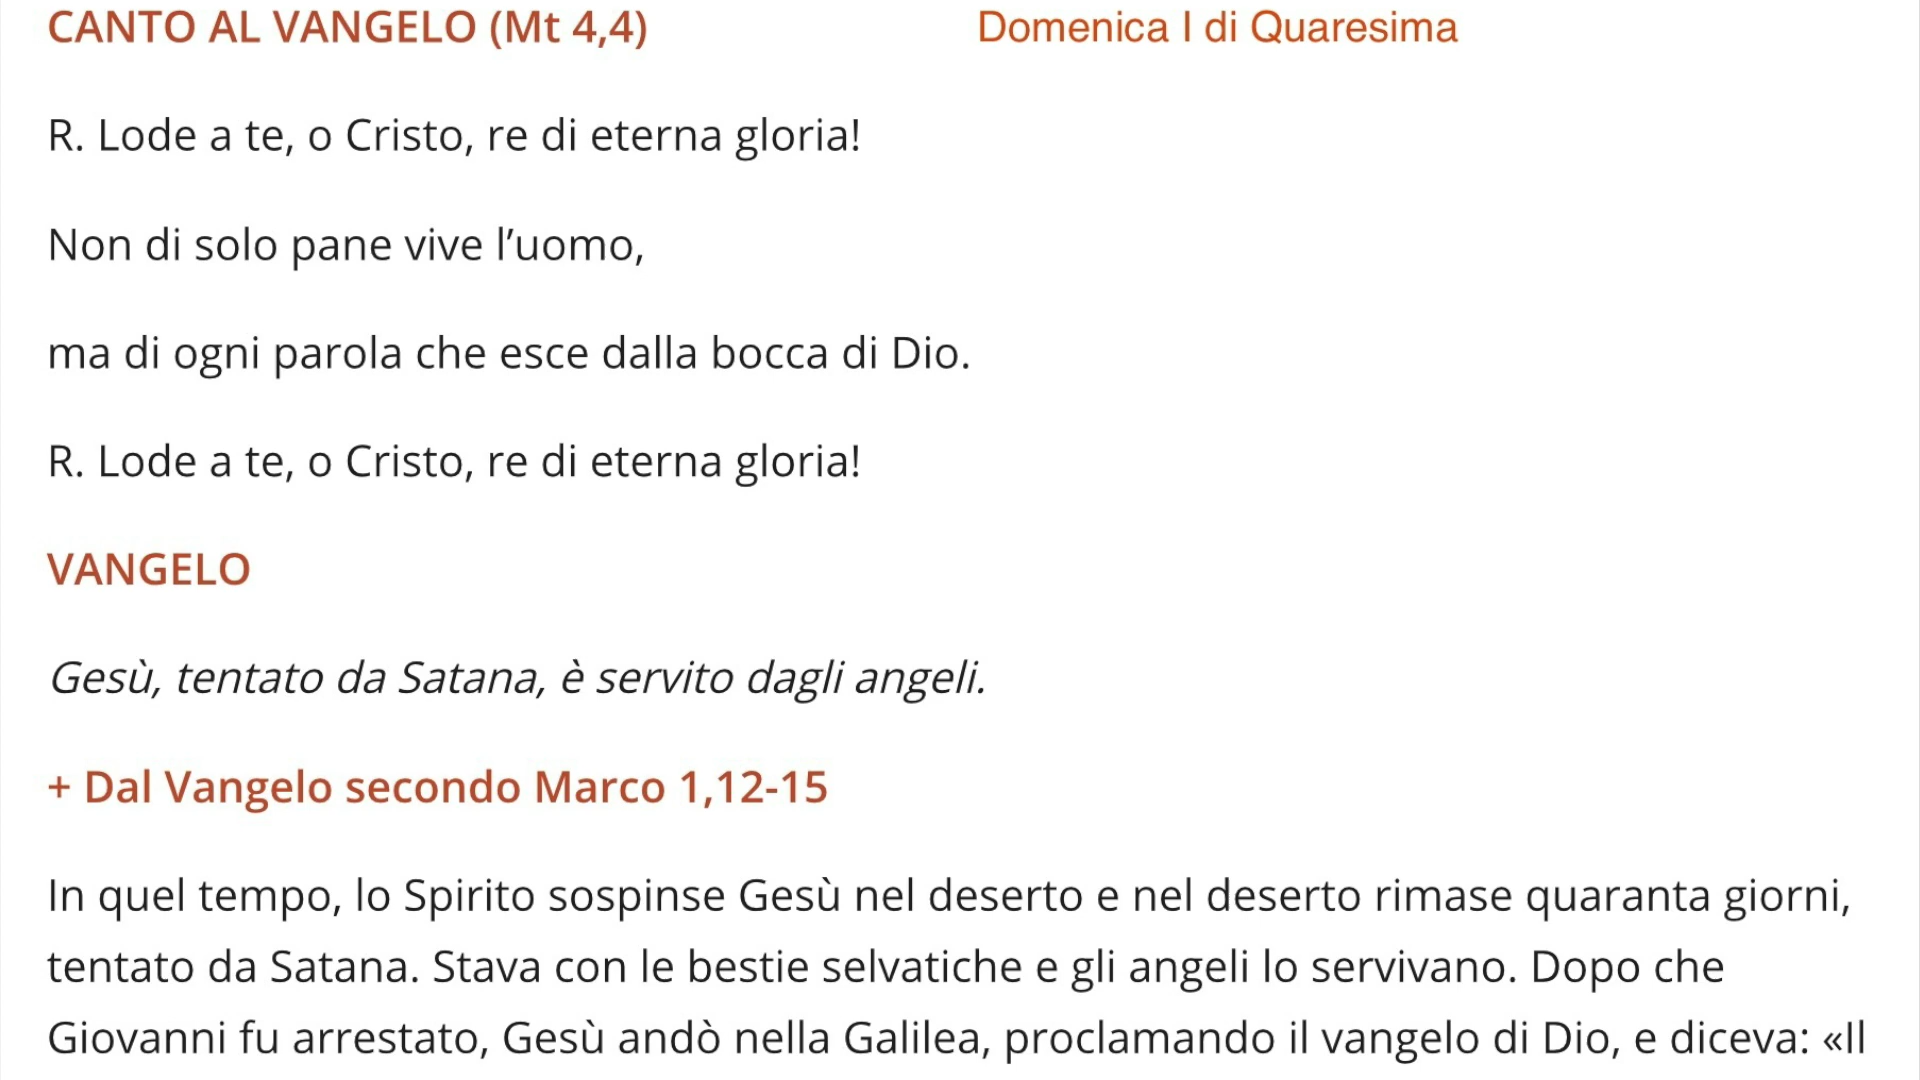 CANTO AL VANGELO (Mt 4,4) Domenica I di Quaresima
R. Lode a te, o Cristo, re di eterna gloria!
Non di solo pane vive l’uomo,
ma di ogni parola che esce dalla bocca di Dio.
R. Lode a te, o Cristo, re di eterna gloria!
VANGELO
Gesù, tentato da Satana, è servito dagli angeli.
+ Dal Vangelo secondo Marco 1,12-15
In quel tempo, lo Spirito sospinse Gesù nel deserto e nel deserto rimase quaranta giorni,
tentato da Satana. Stava con le bestie selvatiche e gli angeli lo servivano. Dopo che
Giovanni fu arrestato, Gesù andò nella Galilea, proclamando il vangelo di Dio, e diceva: «Il